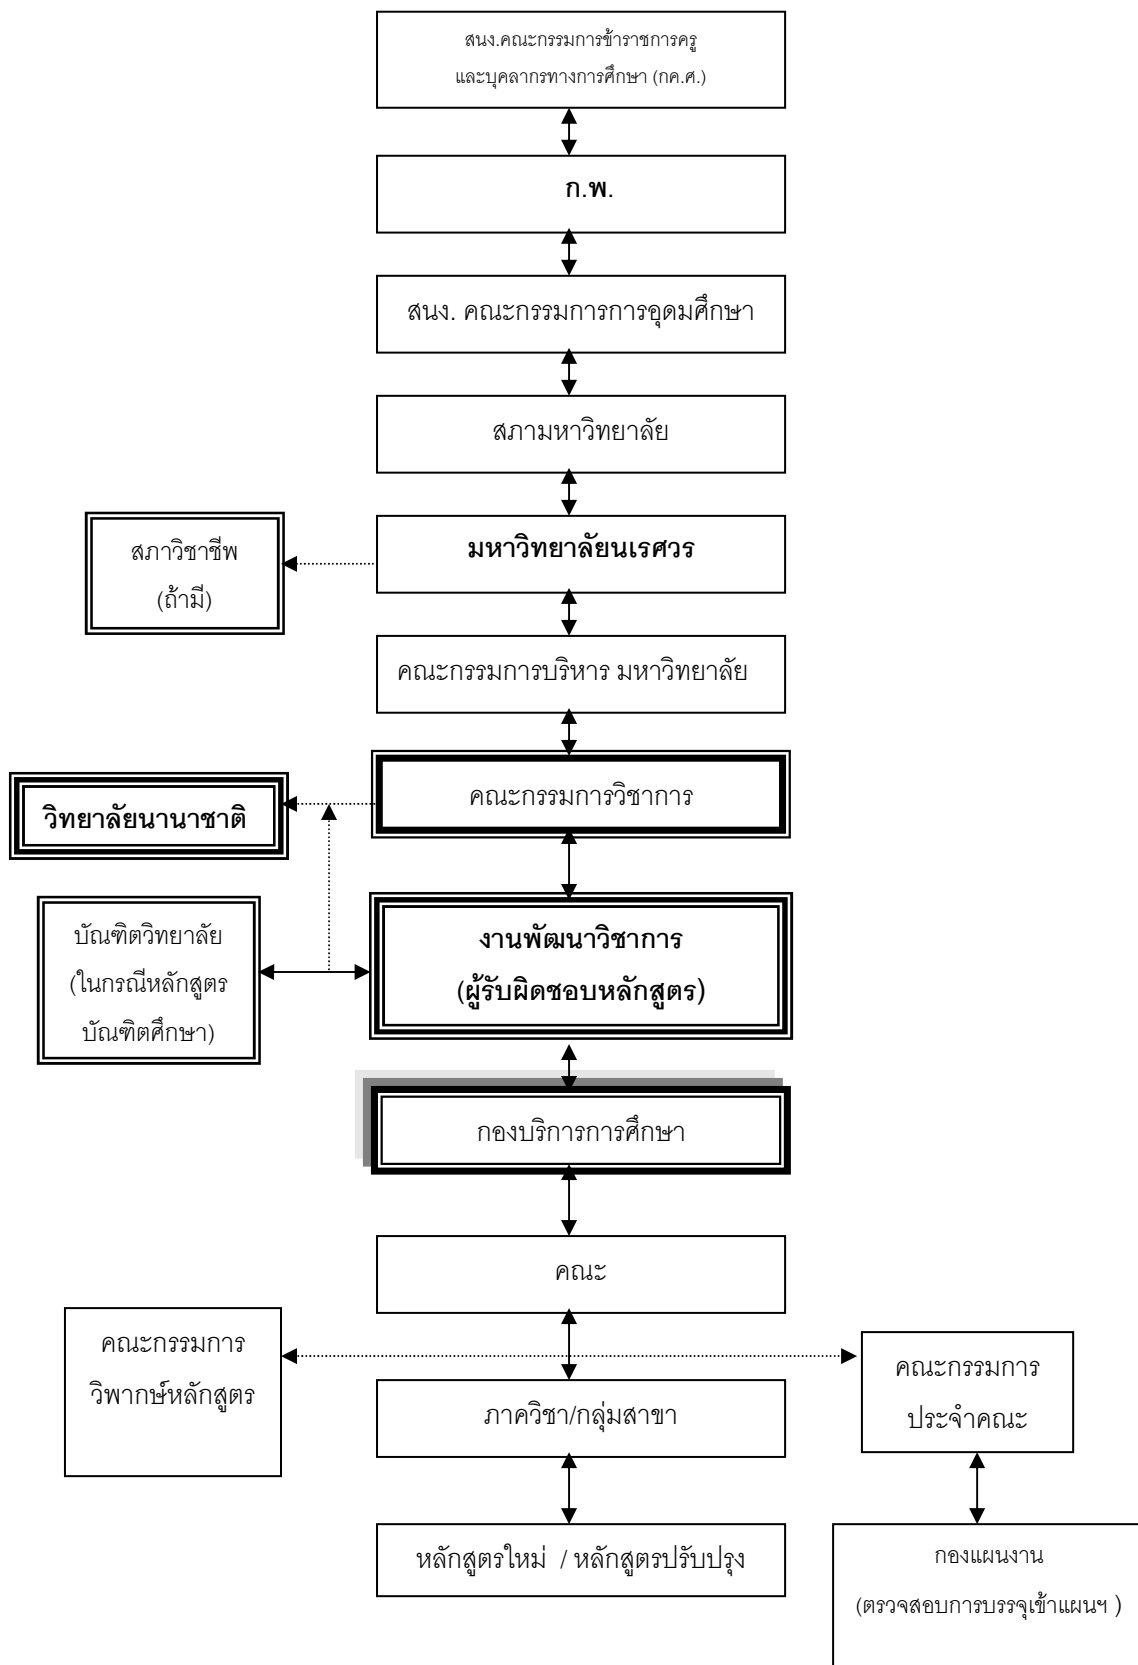 สนง.คณะกรรมการข้าราชการครู
และบุคลากรทางการศึกษา (กค.ศ.)
ก.พ.
สนง. คณะกรรมการการอุดมศึกษา
สภามหาวิทยาลัย
สภาวิชาชีพ
(ถ้ามี)
มหาวิทยาลัยนเรศวร
คณะกรรมการบริหาร มหาวิทยาลัย
คณะกรรมการวิชาการ
วิทยาลัยนานาชาติ
บัณฑิตวิทยาลัย
(ในกรณีหลักสูตร
บัณฑิตศึกษา)
งานพัฒนาวิชาการ
(ผู้รับผิดชอบหลักสูตร)
กองบริการการศึกษา
คณะ
คณะกรรมการ
วิพากษ์หลักสูตร
คณะกรรมการ
ประจำคณะ
ภาควิชา/กลุ่มสาขา
หลักสูตรใหม่ / หลักสูตรปรับปรุง
กองแผนงาน
(ตรวจสอบการบรรจุเข้าแผนฯ )